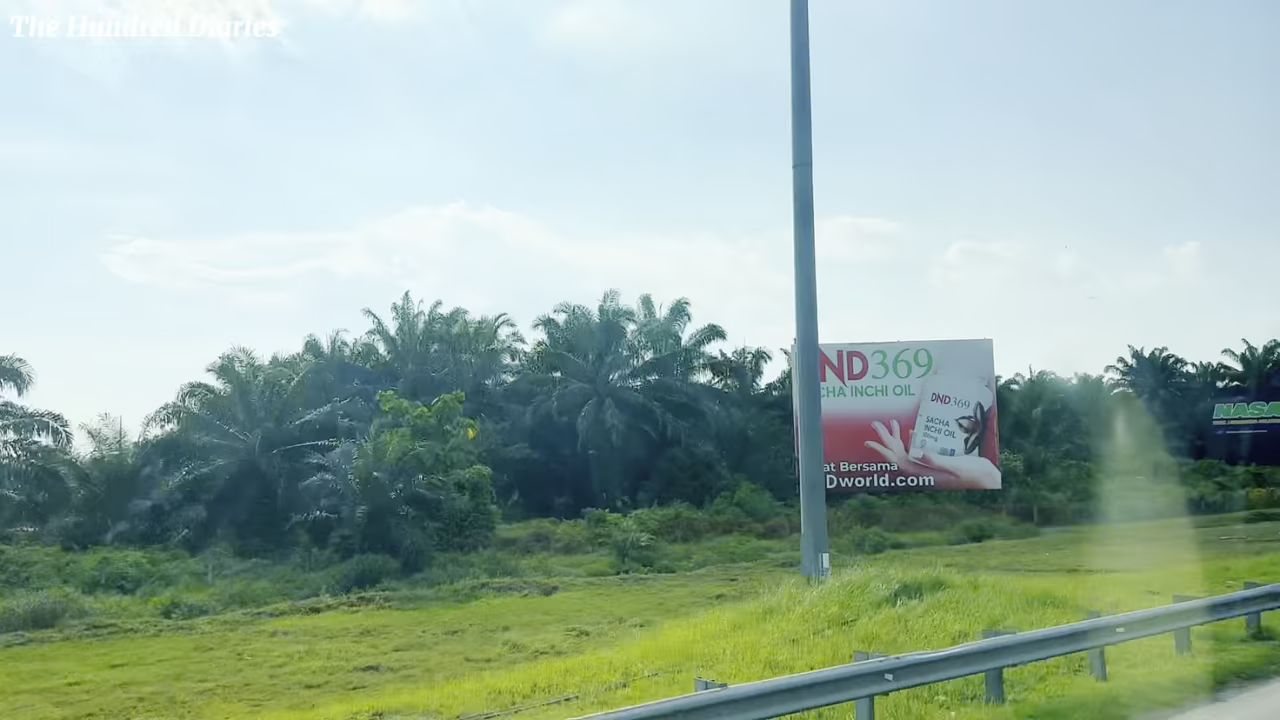 The Hundred Diaries
ND369
CHA INCHI OIL
DND369
SACHA
INCHI OIL
at Bersama
Dworld.com
NASA